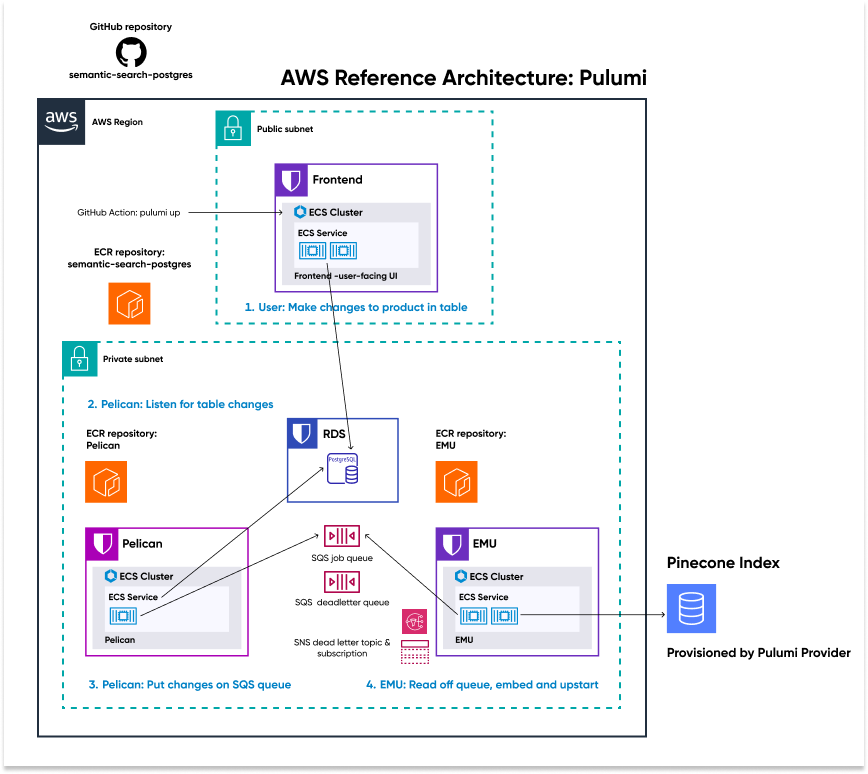 GitHub repository
semantic-search-postgres
AWS Reference Architecture: Pulumi
aws
AWS Region
Public subnet
Frontend
GitHub Action: pulumi up
ECS Cluster
ECS Service
Frontend -user-facing UI
ECR repository:
semantic-search-postgres
1. User: Make changes to product in table
Private subnet
2. Pelican: Listen for table changes
ECR repository:
Pelican
RDS
PostgreSQL
ECR repository:
EMU
Pelican
ECS Cluster
ECS Service
Pelican
SQS job queue
SQS deadletter queue
SNS dead letter topic &
subscription
EMU
ECS Cluster
ECS Service
EMU
Pinecone Index
Provisioned by Pulumi Provider
3. Pelican: Put changes on SQS queue
4. EMU: Read off queue, embed and upstart